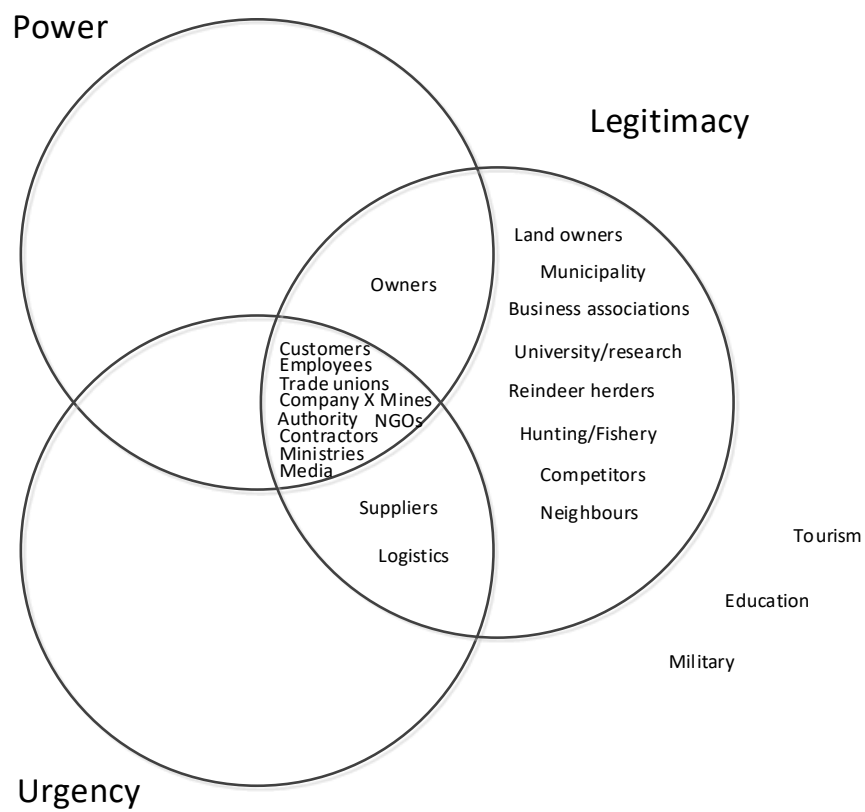 Power
Legitimacy
Land owners
Municipality
Owners
Business associations
Customers
University/research
Employees
Trade unions
Reindeer herders
Company X Mines
Authority NGOs
Contractors
Hunting/Fishery
Ministries
Media
Competitors
Suppliers
Neighbours
Tourism
Logistics
Education
Military
Urgency